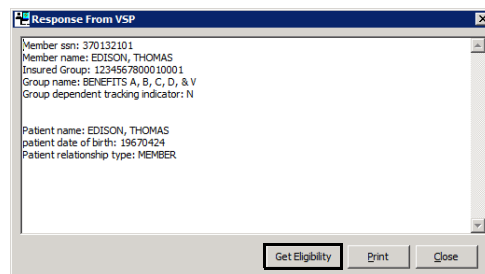 Response From VSP
Member ssn: 370132101
Member name: EDISON, THOMAS
Insured Group: 1234567800010001
Group name: BENEFITS A, B, C, D, & V
Group dependent tracking indicator: N
Patient name: EDISON, THOMAS
patient date of birth: 19670424
Patient relationship type: MEMBER
Get Eligibility Print Close